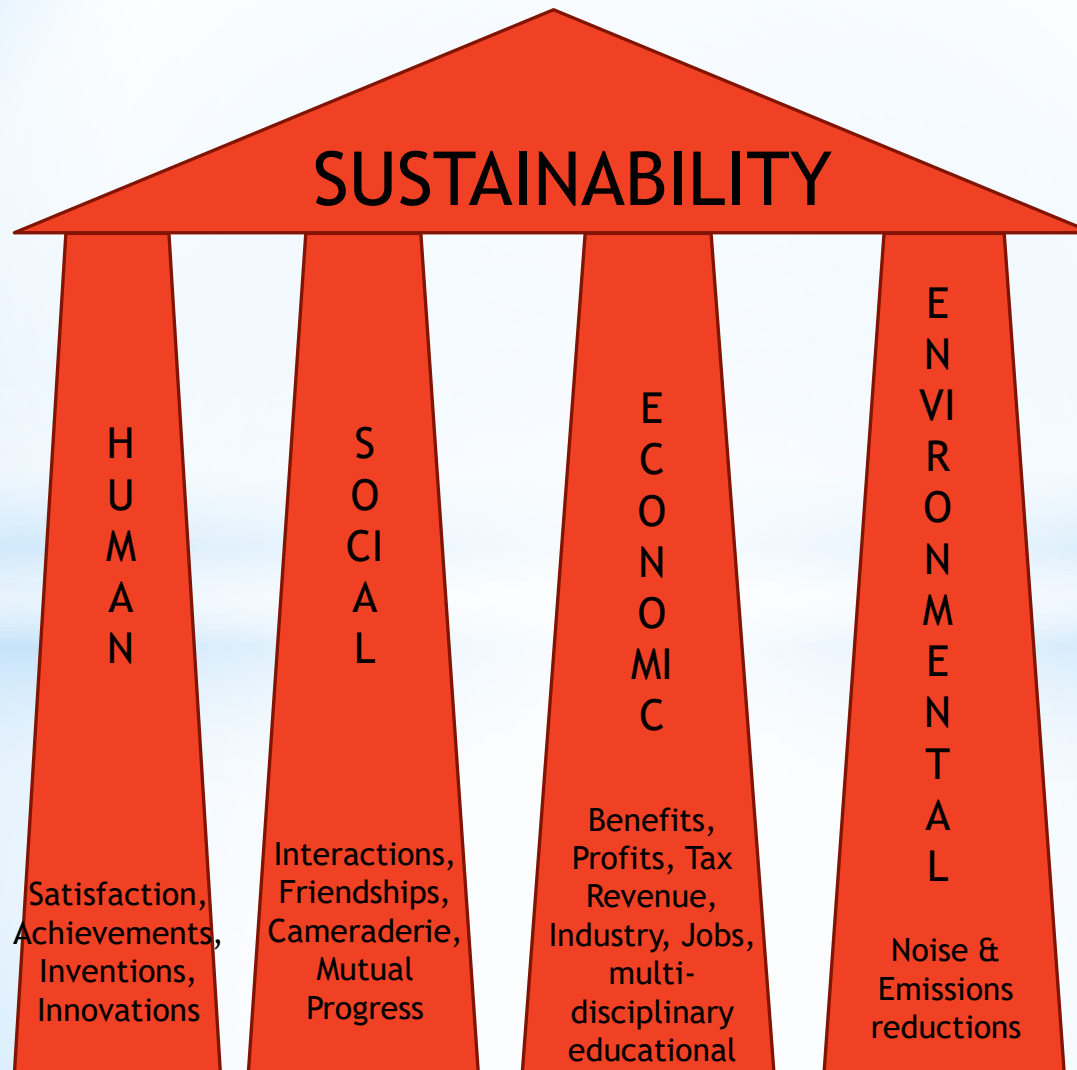 SUSTAINABILITY
H
U
M
A
N
Satisfaction,
Achievements,
Inventions,
Innovations
S
O
CI
A
L
Interactions,
Friendships,
Cameraderie,
Mutual
Progress
E
C
O
N
O
MI
C
Benefits,
Profits, Tax
Revenue,
Industry, Jobs,
multi-
disciplinary
educational
E
N
VI
R
O
N
M
E
N
T
A
L
Noise &
Emissions
reductions